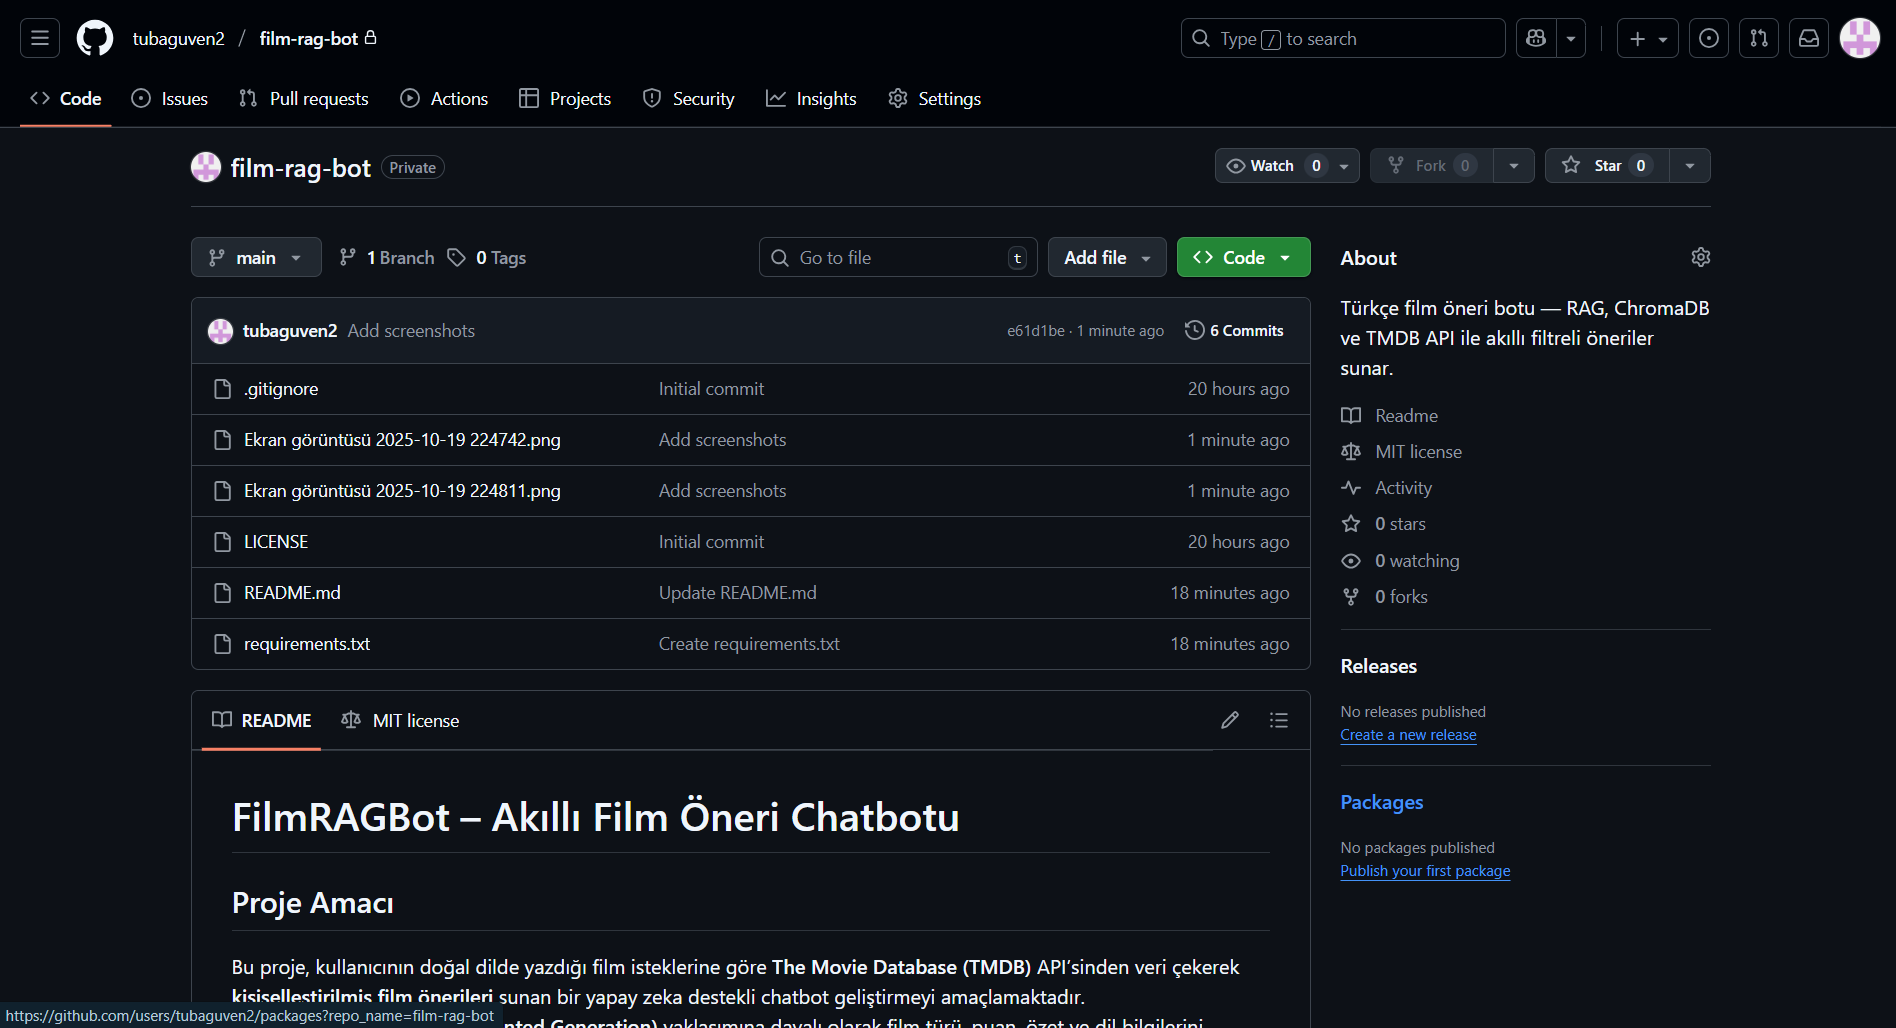 tubaguven2 / film-rag-bot
Type / to search
Code
Issues
Pull requests
Actions
Projects
Security
Insights
Settings
film-rag-bot Private
Watch 0
Fork 0
Star 0
main
1 Branch
0 Tags
Go to file t
Add file
Code
tubaguven2 Add screenshots e61d1be · 1 minute ago 6 Commits
.gitignore Initial commit 20 hours ago
Ekran görüntüsü 2025-10-19 224742.png Add screenshots 1 minute ago
Ekran görüntüsü 2025-10-19 224811.png Add screenshots 1 minute ago
LICENSE Initial commit 20 hours ago
README.md Update README.md 18 minutes ago
requirements.txt Create requirements.txt 18 minutes ago
README
MIT license
FilmRAGBot – Akıllı Film Öneri Chatbotu
Proje Amacı
Bu proje, kullanıcının doğal dilde yazdığı film isteklerine göre The Movie Database (TMDB) API’sinden veri çekerek
kişiselleştirilmiş film önerileri sunan bir yapay zeka destekli chatbot geliştirmeyi amaçlamaktadır.
Generation) yaklaşımına dayalı olarak film türü, puan, özet ve dil bilgilerini
https://github.com/users/tubaguven2/packages?repo_name=film-rag-bot
About
Türkçe film öneri botu — RAG, ChromaDB
ve TMDB API ile akıllı filtreli öneriler
sunar.
Readme
MIT license
Activity
0 stars
0 watching
0 forks
Releases
No releases published
Create a new release
Packages
No packages published
Publish your first package